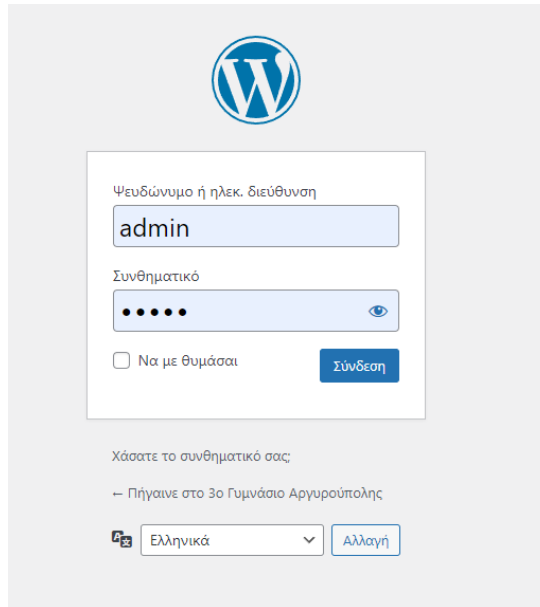 Ψευδώνυμο ή ηλεκ. διεύθυνση
admin
Συνθηματικό
•••••
Να με θυμάσαι
Σύνδεση
Χάσατε το συνθηματικό σας;
← Πήγαινε στο 3ο Γυμνάσιο Αργυρούπολης
Ελληνικά
Αλλαγή